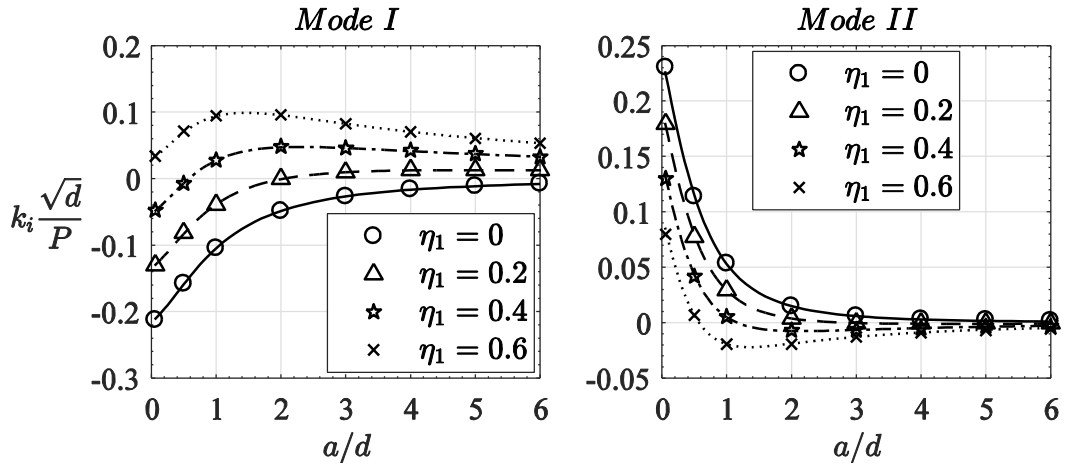 Mode I
0.2
0.1
0
-0.1
-0.2
-0.3
k_i √d / P
η₁ = 0
η₁ = 0.2
η₁ = 0.4
η₁ = 0.6
0 1 2 3 4 5 6
a/d
Mode II
0.25
0.2
0.15
0.1
0.05
0
-0.05
η₁ = 0
η₁ = 0.2
η₁ = 0.4
η₁ = 0.6
0 1 2 3 4 5 6
a/d